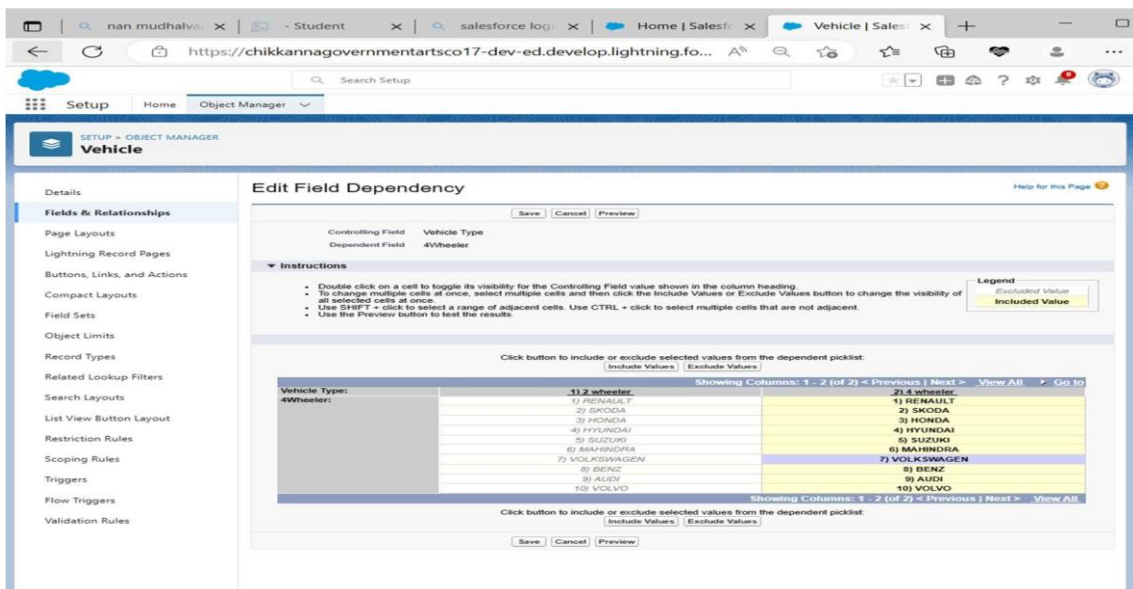 nan mudhalva
- Student
salesforce logi
Home | Salesfo
Vehicle | Sales
https://chikkannagovernmentartsco17-dev-ed.develop.lightning.fo...
Search Setup
Setup Home Object Manager
SETUP > OBJECT MANAGER
Vehicle
Details
Fields & Relationships
Page Layouts
Lightning Record Pages
Buttons, Links, and Actions
Compact Layouts
Field Sets
Object Limits
Record Types
Related Lookup Filters
Search Layouts
List View Button Layout
Restriction Rules
Scoping Rules
Triggers
Flow Triggers
Validation Rules
Edit Field Dependency
Help for this Page
Save Cancel Preview
Controlling Field Vehicle Type
Dependent Field 4Wheeler
Instructions
Double click on a cell to toggle its visibility for the Controlling Field value shown in the column heading.
To change multiple cells at once, select multiple cells and then click the Include Values or Exclude Values button to change the visibility of
all selected cells at once.
Use SHIFT + click to select a range of adjacent cells. Use CTRL + click to select multiple cells that are not adjacent.
Use the Preview button to test the results.
Legend
Excluded Value
Included Value
Click button to include or exclude selected values from the dependent picklist:
Include Values Exclude Values
Showing Columns: 1 - 2 (of 2) < Previous | Next > View All Go to
Vehicle Type: 1) 2 wheeler 2) 4 wheeler
4Wheeler: 1) RENAULT 1) RENAULT
2) SKODA 2) SKODA
3) HONDA 3) HONDA
4) HYUNDAI 4) HYUNDAI
5) SUZUKI 5) SUZUKI
6) MAHINDRA 6) MAHINDRA
7) VOLKSWAGEN 7) VOLKSWAGEN
8) BENZ 8) BENZ
9) AUDI 9) AUDI
10) VOLVO 10) VOLVO
Showing Columns: 1 - 2 (of 2) < Previous | Next > View All
Click button to include or exclude selected values from the dependent picklist:
Include Values Exclude Values
Save Cancel Preview